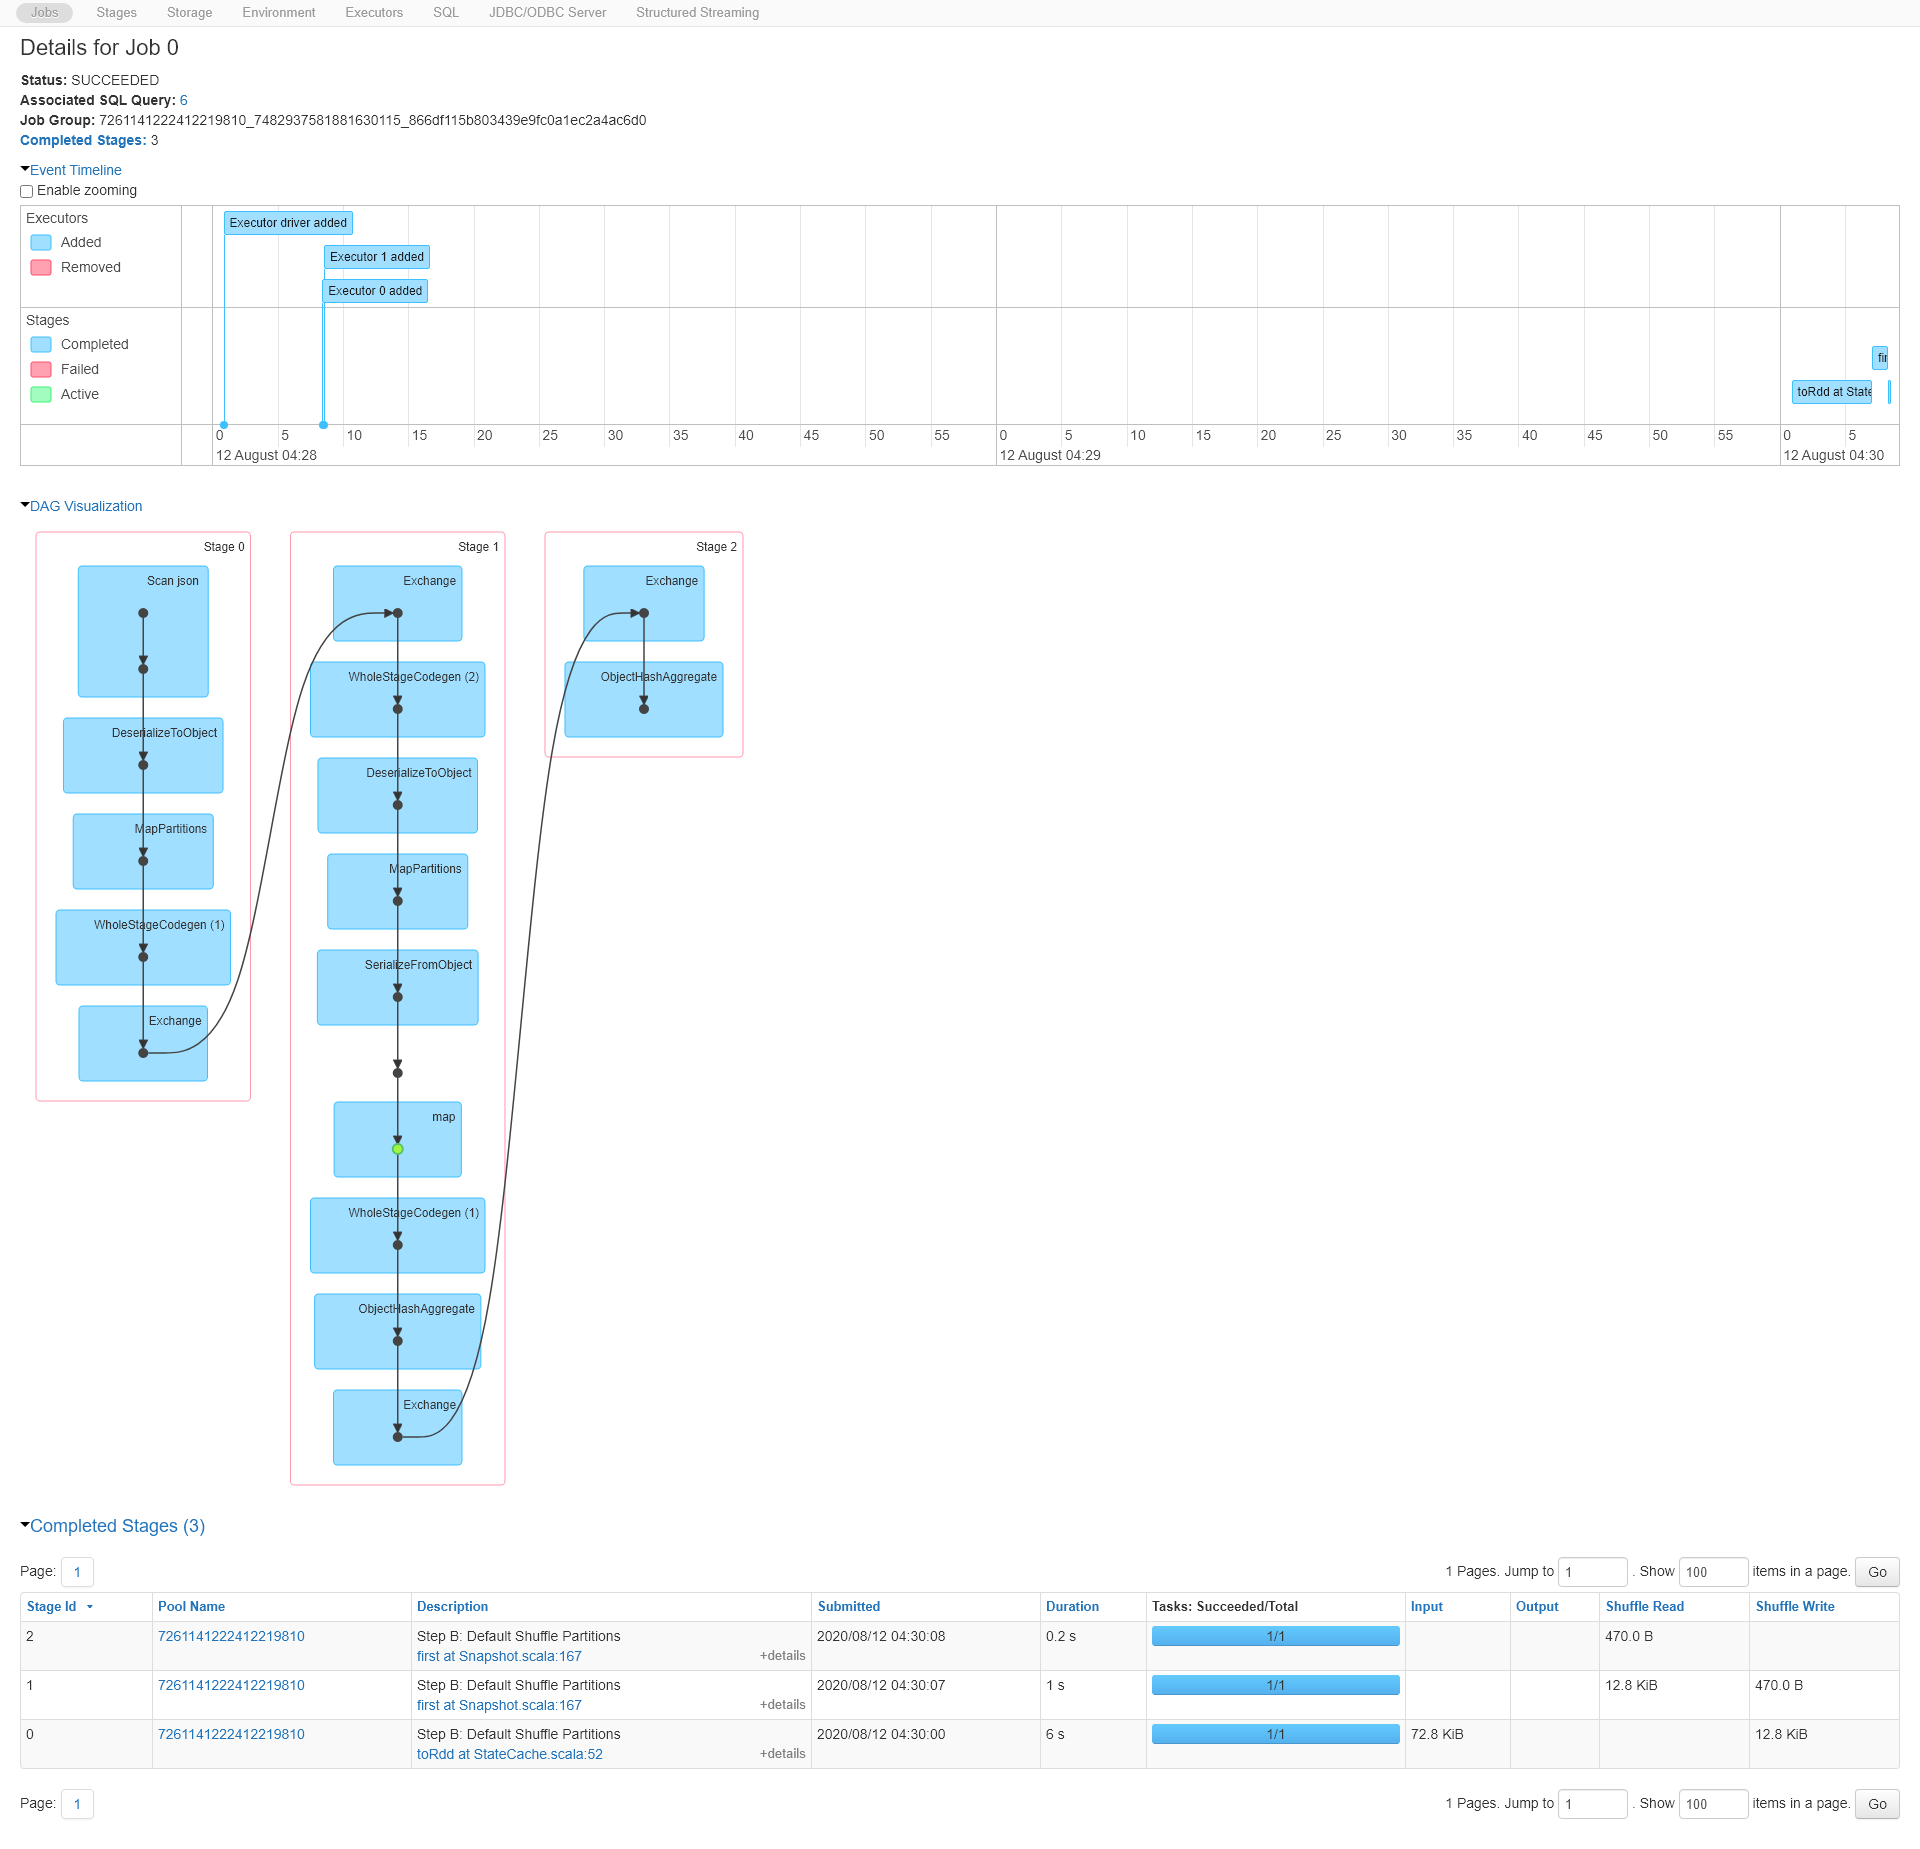 Jobs Stages Storage Environment Executors SQL JDBC/ODBC Server Structured Streaming
Details for Job 0
Status: SUCCEEDED
Associated SQL Query: 6
Job Group: 7261141222412219810_7482937581881630115_866df115b803439e9fc0a1ec2a4ac6d0
Completed Stages: 3
Event Timeline
Enable zooming
Executors
Added
Removed
Executor driver added
Executor 1 added
Executor 0 added
Stages
Completed
Failed
Active
fir
toRdd at State
0 5 10 15 20 25 30 35 40 45 50 55 0 5 10 15 20 25 30 35 40 45 50 55 0 5
12 August 04:28 12 August 04:29 12 August 04:30
DAG Visualization
Stage 0
Scan json
DeserializeToObject
MapPartitions
WholeStageCodegen (1)
Exchange
Stage 1
Exchange
WholeStageCodegen (2)
DeserializeToObject
MapPartitions
SerializeFromObject
map
WholeStageCodegen (1)
ObjectHashAggregate
Exchange
Stage 2
Exchange
ObjectHashAggregate
Completed Stages (3)
Page: 1 1 Pages. Jump to 1 . Show 100 items in a page. Go
Stage Id Pool Name Description Submitted Duration Tasks: Succeeded/Total Input Output Shuffle Read Shuffle Write
2 7261141222412219810 Step B: Default Shuffle Partitions 2020/08/12 04:30:08 0.2 s 1/1 470.0 B
first at Snapshot.scala:167 +details
1 7261141222412219810 Step B: Default Shuffle Partitions 2020/08/12 04:30:07 1 s 1/1 12.8 KiB 470.0 B
first at Snapshot.scala:167 +details
0 7261141222412219810 Step B: Default Shuffle Partitions 2020/08/12 04:30:00 6 s 1/1 72.8 KiB 12.8 KiB
toRdd at StateCache.scala:52 +details
Page: 1 1 Pages. Jump to 1 . Show 100 items in a page. Go